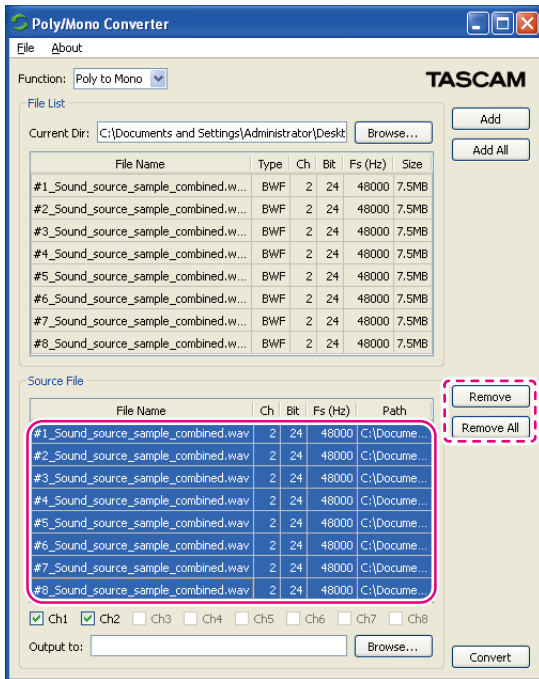 Poly/Mono Converter
File About
Function: Poly to Mono
TASCAM
File List
Current Dir: C:\Documents and Settings\Administrator\Deskt Browse...
Add
Add All
File Name Type Ch Bit Fs (Hz) Size
#1_Sound_source_sample_combined.w... BWF 2 24 48000 7.5MB
#2_Sound_source_sample_combined.w... BWF 2 24 48000 7.5MB
#3_Sound_source_sample_combined.w... BWF 2 24 48000 7.5MB
#4_Sound_source_sample_combined.w... BWF 2 24 48000 7.5MB
#5_Sound_source_sample_combined.w... BWF 2 24 48000 7.5MB
#6_Sound_source_sample_combined.w... BWF 2 24 48000 7.5MB
#7_Sound_source_sample_combined.w... BWF 2 24 48000 7.5MB
#8_Sound_source_sample_combined.w... BWF 2 24 48000 7.5MB
Source File
Remove
Remove All
File Name Ch Bit Fs (Hz) Path
#1_Sound_source_sample_combined.wav 2 24 48000 C:\Docume...
#2_Sound_source_sample_combined.wav 2 24 48000 C:\Docume...
#3_Sound_source_sample_combined.wav 2 24 48000 C:\Docume...
#4_Sound_source_sample_combined.wav 2 24 48000 C:\Docume...
#5_Sound_source_sample_combined.wav 2 24 48000 C:\Docume...
#6_Sound_source_sample_combined.wav 2 24 48000 C:\Docume...
#7_Sound_source_sample_combined.wav 2 24 48000 C:\Docume...
#8_Sound_source_sample_combined.wav 2 24 48000 C:\Docume...
Ch1 Ch2 Ch3 Ch4 Ch5 Ch6 Ch7 Ch8
Output to: Browse...
Convert